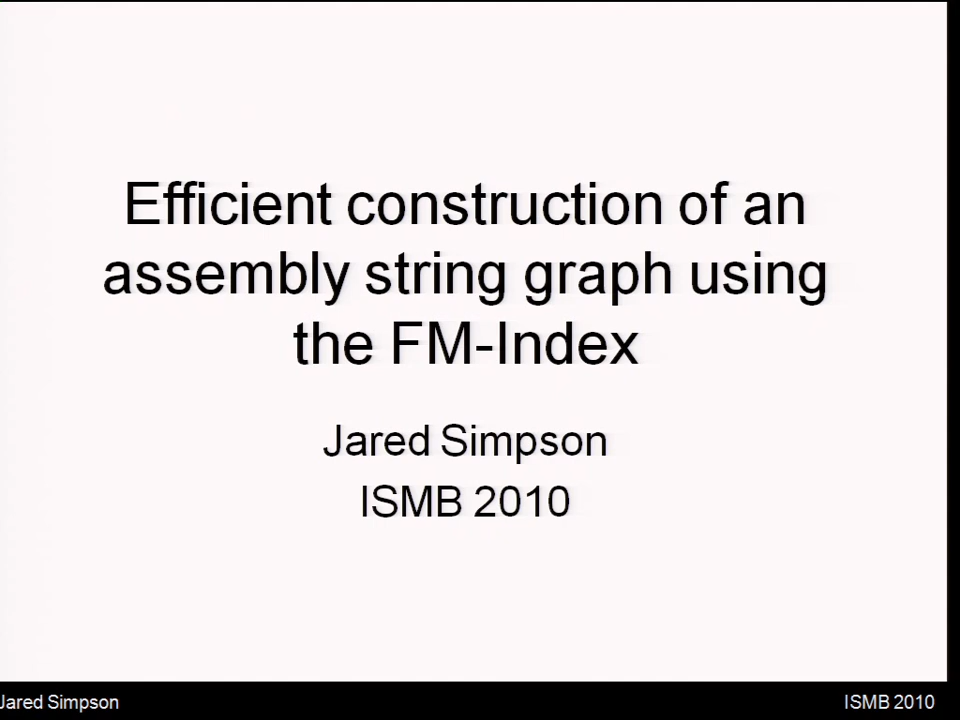 Efficient construction of an
assembly string graph using
the FM-Index
Jared Simpson
ISMB 2010
Jared Simpson
ISMB 2010